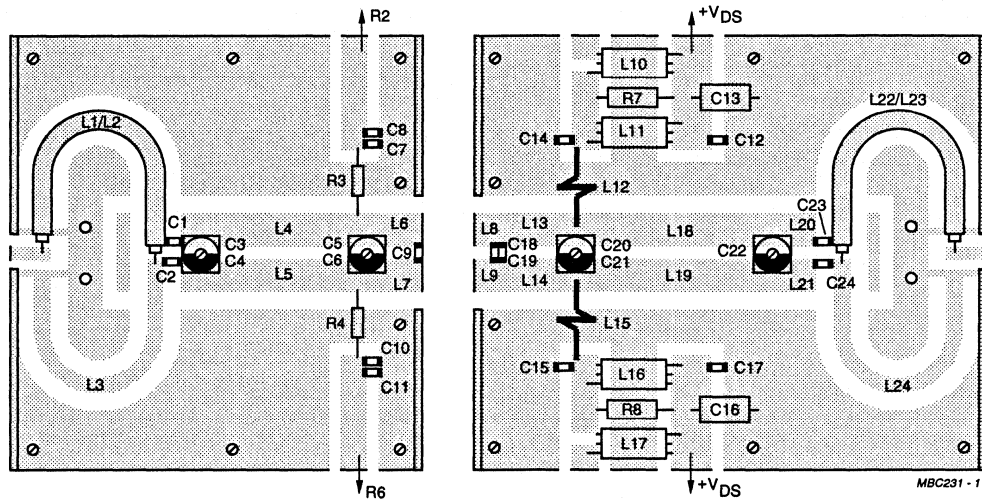 R2
+VDS
L10
L1/L2
R7
C13
L22/L23
C8
C7
C14
L11
C12
R3
L12
C1
C3
C4
C2
L4
L5
C5
C6
L6
C9
L7
L8
C18
C19
L9
L13
L14
C20
C21
L18
L19
C22
C23
L20
L21
C24
R4
L15
C10
C11
L3
C15
L16
C17
L24
R8
C16
L17
R6
+VDS
MBC231 - 1